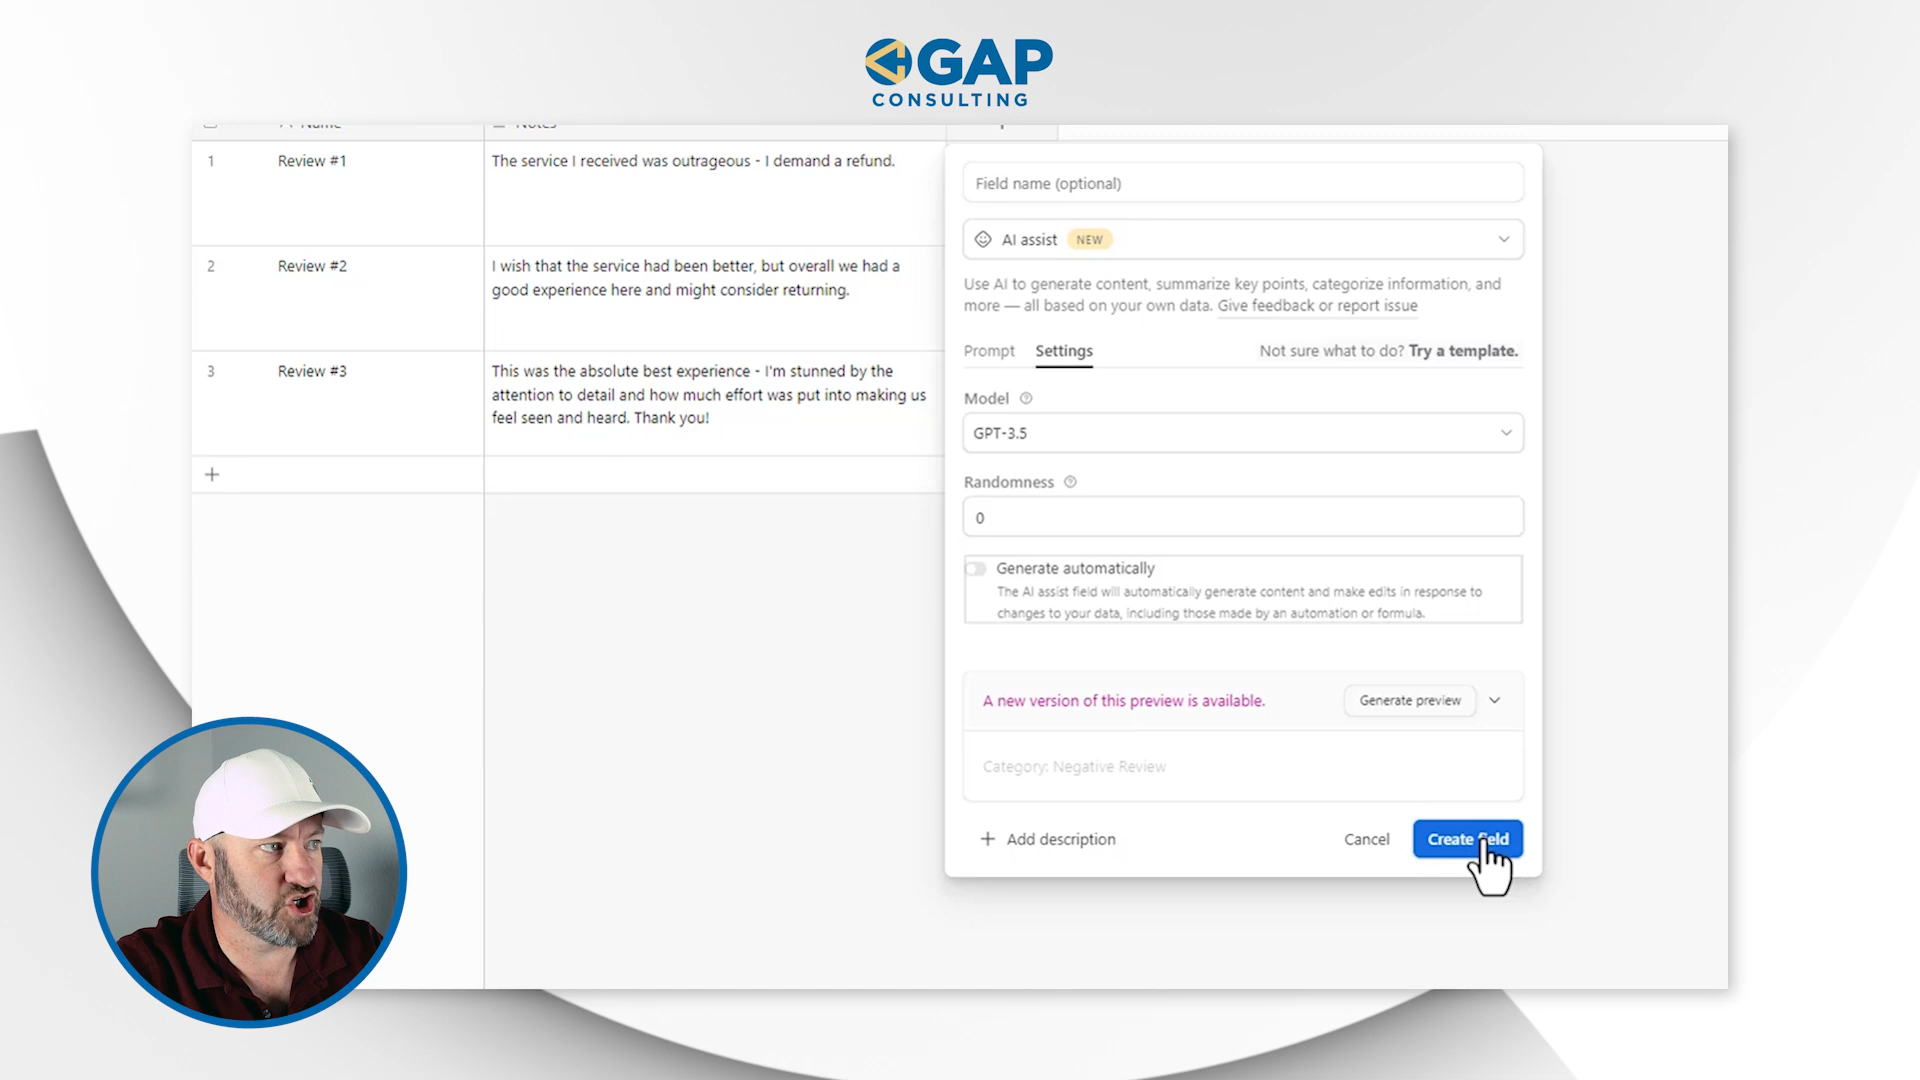 GAP
CONSULTING
Name
Notes
1
Review #1
The service I received was outrageous - I demand a refund.
2
Review #2
I wish that the service had been better, but overall we had a
good experience here and might consider returning.
3
Review #3
This was the absolute best experience - I'm stunned by the
attention to detail and how much effort was put into making us
feel seen and heard. Thank you!
Field name (optional)
AI assist NEW
Use AI to generate content, summarize key points, categorize information, and
more — all based on your own data. Give feedback or report issue
Prompt Settings Not sure what to do? Try a template.
Model
GPT-3.5
Randomness
0
Generate automatically
The AI assist field will automatically generate content and make edits in response to
changes to your data, including those made by an automation or formula.
A new version of this preview is available. Generate preview
Category: Negative Review
+ Add description Cancel Create field